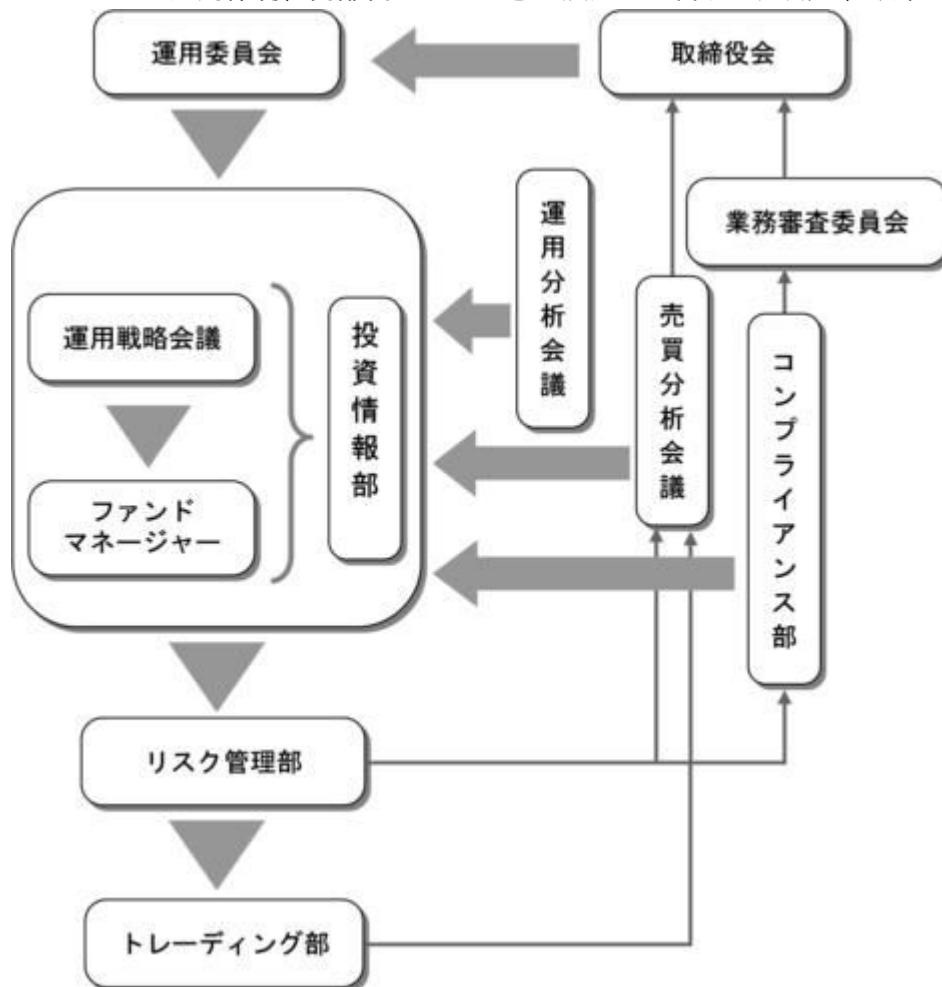 運用委員会
取締役会
運用分析会議
業務審査委員会
売買分析会議
コンプライアンス部
運用戦略会議
投資情報部
ファンド
マネージャー
リスク管理部
トレーディング部